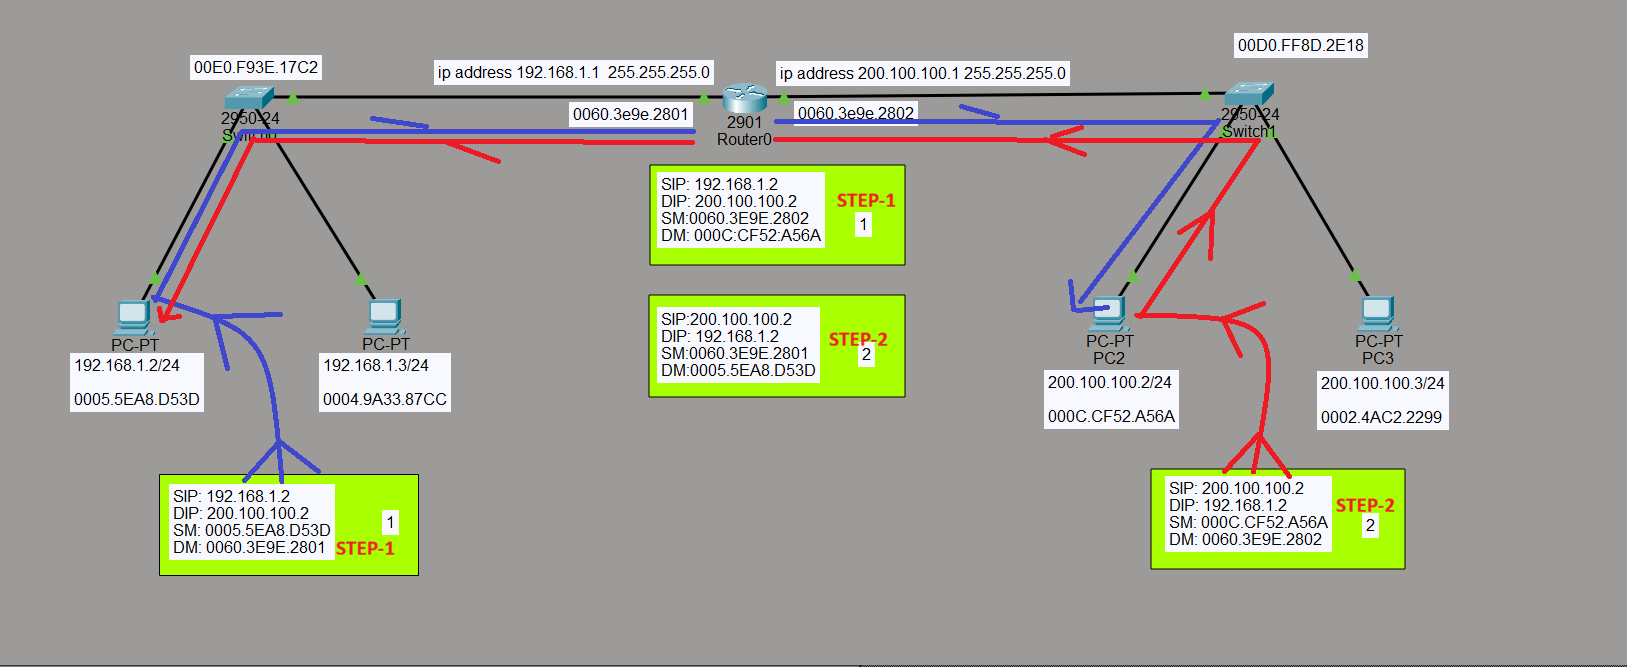 00E0.F93E.17C2
ip address 192.168.1.1 255.255.255.0
ip address 200.100.100.1 255.255.255.0
00D0.FF8D.2E18
2950-24
Switch0
0060.3e9e.2801
2901
Router0
0060.3e9e.2802
2950-24
Switch1
SIP: 192.168.1.2
DIP: 200.100.100.2
SM:0060.3E9E.2802
DM: 000C:CF52:A56A
STEP-1
1
SIP:200.100.100.2
DIP: 192.168.1.2
SM:0060.3E9E.2801
DM:0005.5EA8.D53D
STEP-2
2
PC-PT
192.168.1.2/24
0005.5EA8.D53D
PC-PT
192.168.1.3/24
0004.9A33.87CC
PC-PT
PC2
200.100.100.2/24
000C.CF52.A56A
PC-PT
PC3
200.100.100.3/24
0002.4AC2.2299
SIP: 192.168.1.2
DIP: 200.100.100.2
SM: 0005.5EA8.D53D
DM: 0060.3E9E.2801
1
STEP-1
SIP: 200.100.100.2
DIP: 192.168.1.2
SM: 000C.CF52.A56A
DM: 0060.3E9E.2802
STEP-2
2